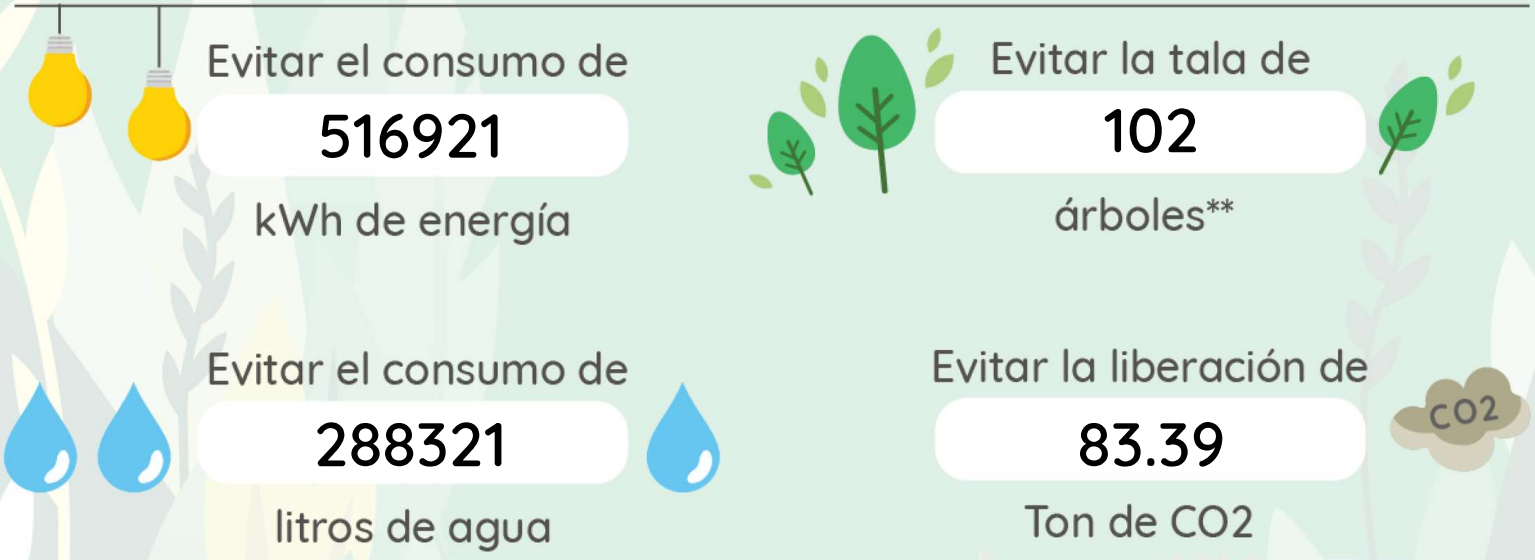 Evitar el consumo de
516921
kWh de energía
Evitar la tala de
102
árboles**
Evitar el consumo de
288321
litros de agua
Evitar la liberación de
83.39
Ton de CO2
CO2